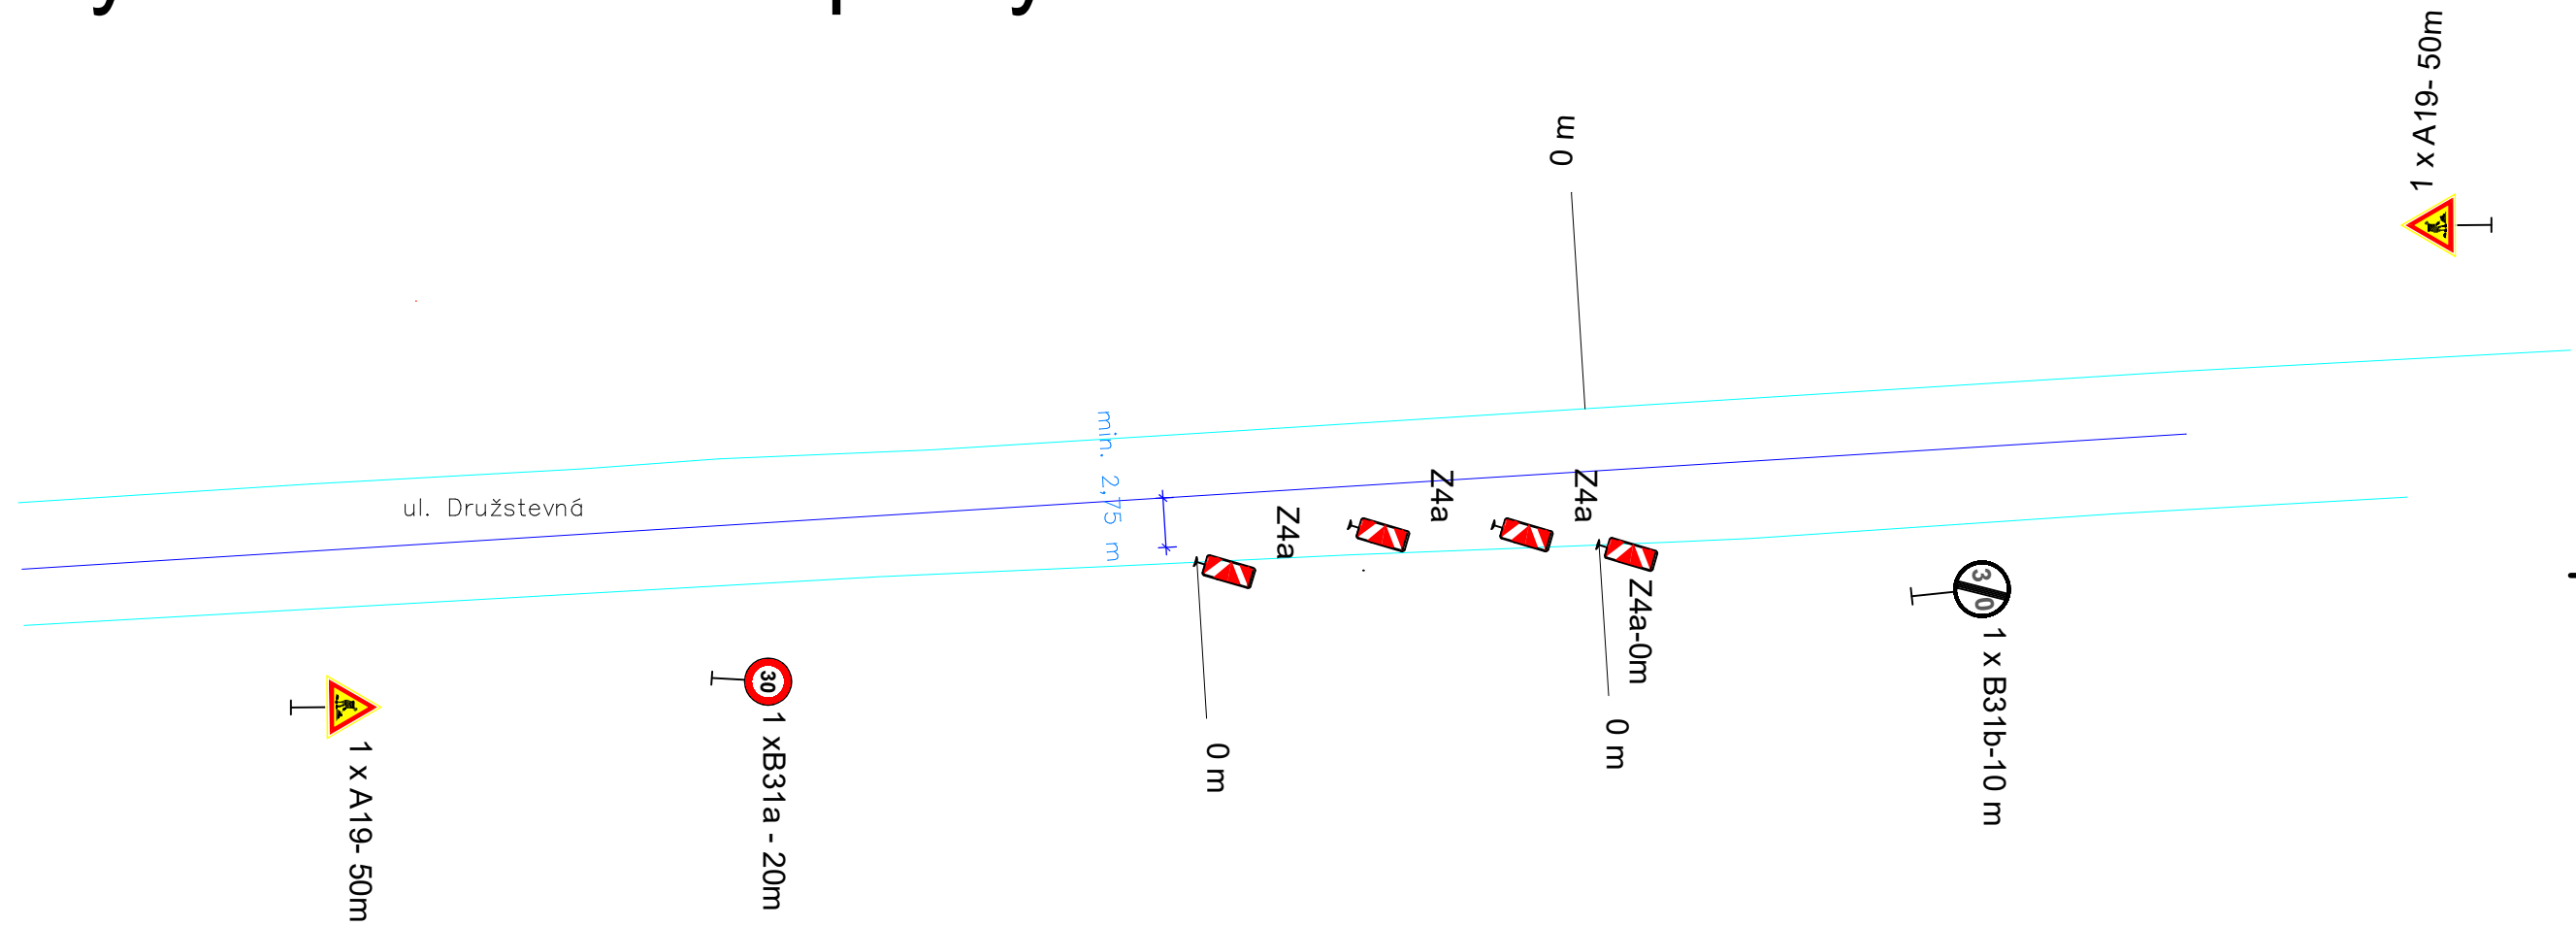 1 x A19- 50m
0 m
min. 2,75 m
ul. Družstevná
Z4a
Z4a
Z4a
Z4a-0m
30
30
1 x B31b-10 m
1 xB31a - 20m
1 x A19- 50m
0 m
0 m